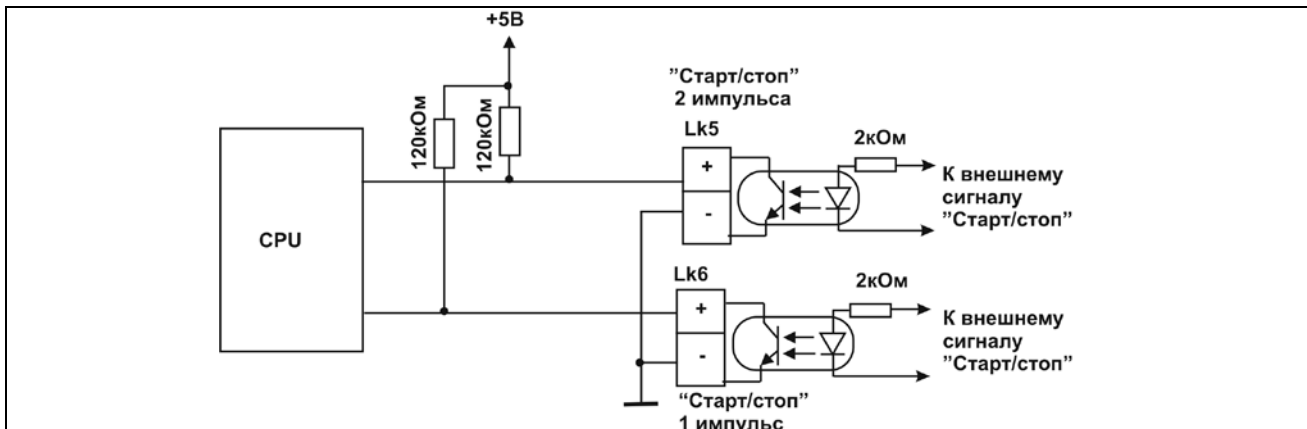 +5В
”Старт/стоп”
2 импульса
120кОм
120кОм
Lk5
2кОм
+
-
К внешнему
сигналу
”Старт/стоп”
CPU
Lk6
2кОм
+
-
К внешнему
сигналу
”Старт/стоп”
“Старт/стоп”
1 импульс